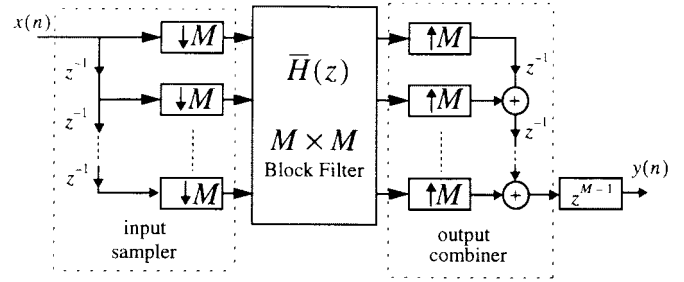 x(n)
↓M
H̅(z)
↑M
z⁻¹
z⁻¹
↓M
↑M
z⁻¹
z⁻¹
M × M
Block Filter
z⁻¹
↓M
↑M
y(n)
z^{M−1}
input
sampler
output
combiner